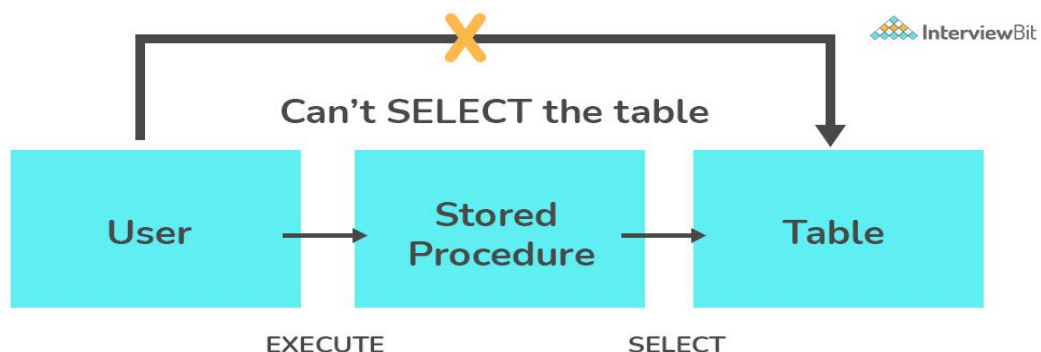 InterviewBit
X
Can't SELECT the table
User
Stored
Procedure
Table
EXECUTE
SELECT